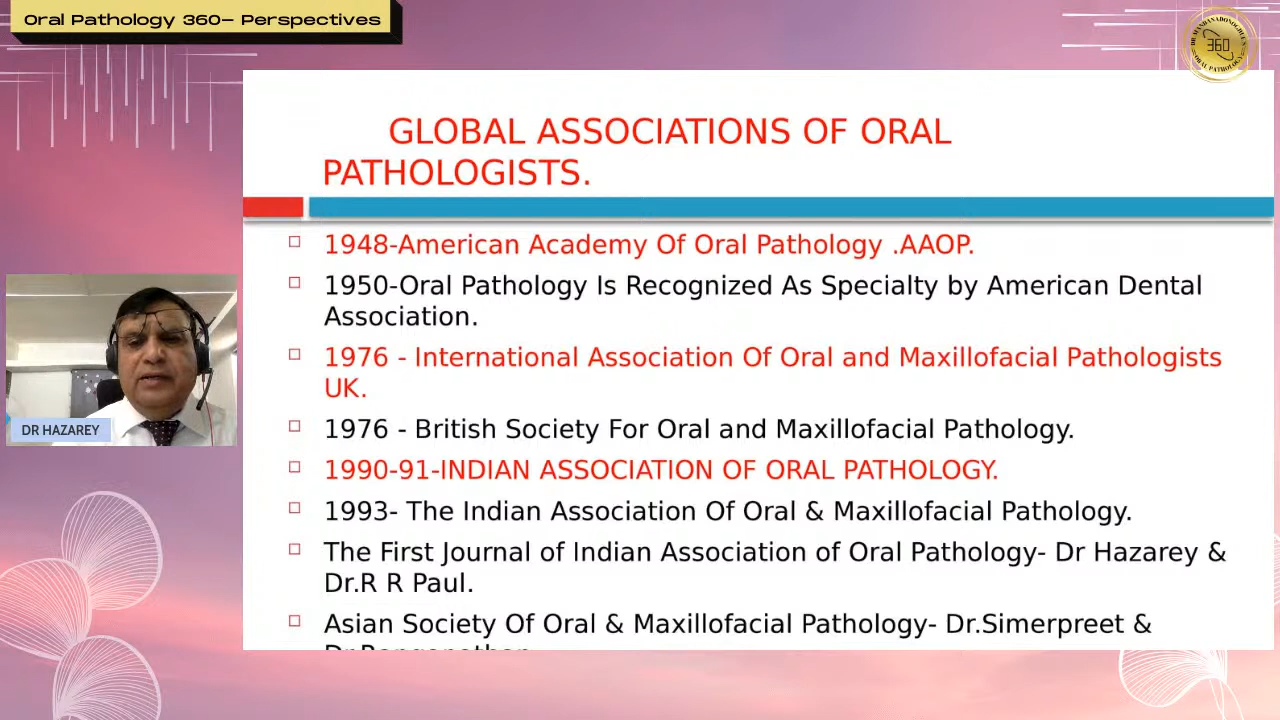 Oral Pathology 360– Perspectives
360
ORAL PATHOLOGY
GLOBAL ASSOCIATIONS OF ORAL
PATHOLOGISTS.
1948-American Academy Of Oral Pathology .AAOP.
1950-Oral Pathology Is Recognized As Specialty by American Dental
Association.
1976 - International Association Of Oral and Maxillofacial Pathologists
UK.
1976 - British Society For Oral and Maxillofacial Pathology.
1990-91-INDIAN ASSOCIATION OF ORAL PATHOLOGY.
1993- The Indian Association Of Oral & Maxillofacial Pathology.
The First Journal of Indian Association of Oral Pathology- Dr Hazarey &
Dr.R R Paul.
Asian Society Of Oral & Maxillofacial Pathology- Dr.Simerpreet &
DR HAZAREY